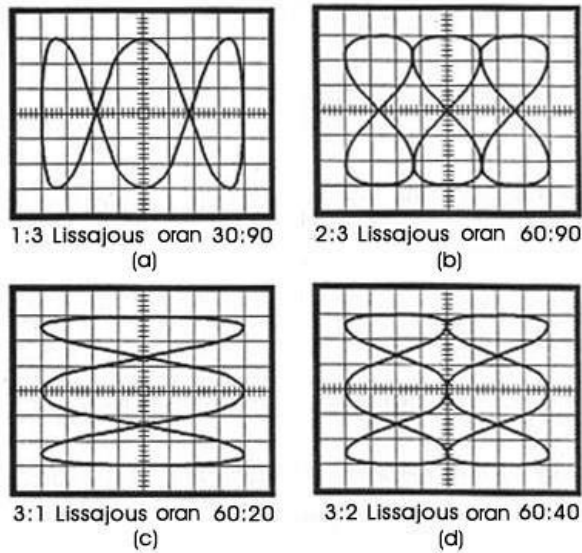 1:3 Lissajous oran 30:90
(a)
2:3 Lissajous oran 60:90
(b)
3:1 Lissajous oran 60:20
(c)
3:2 Lissajous oran 60:40
(d)